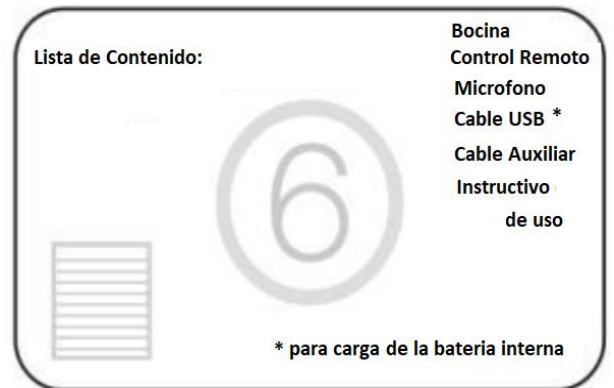 Lista de Contenido:
Bocina
Control Remoto
Microfono
Cable USB *
Cable Auxiliar
Instructivo
de uso
6
* para carga de la bateria interna